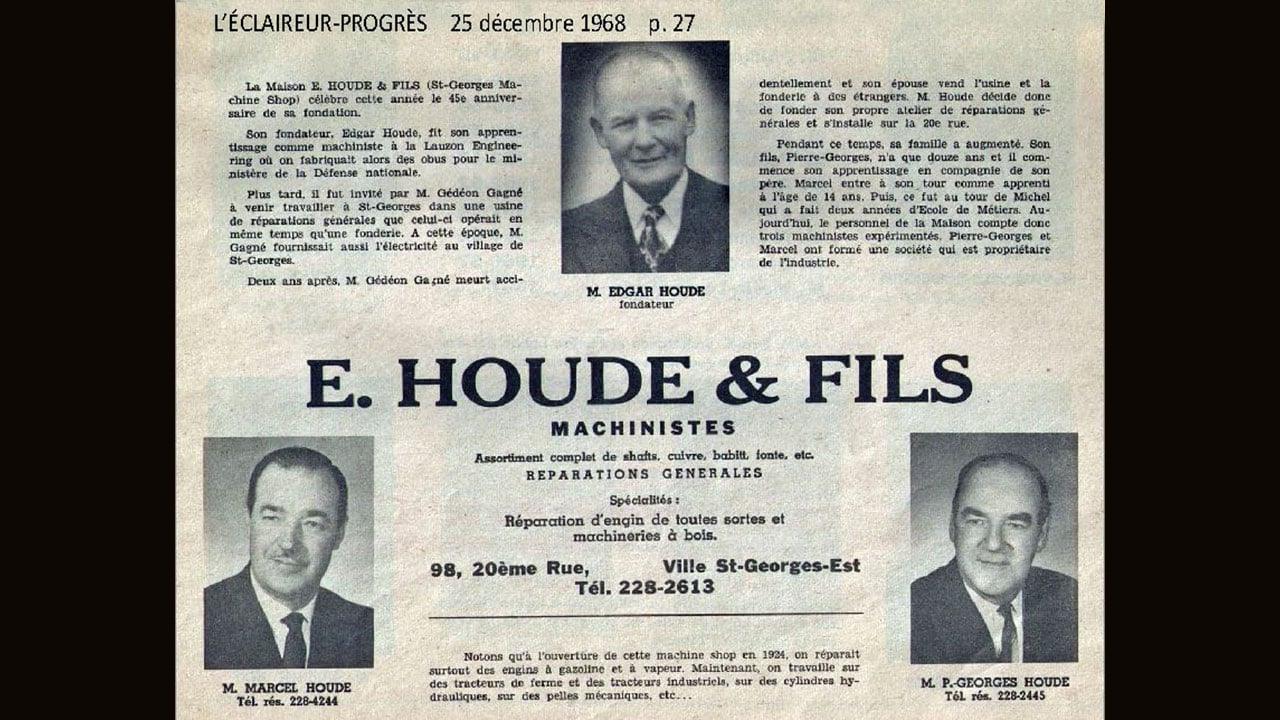 L'ÉCLAIREUR-PROGRÈS 25 décembre 1968 p. 27
La Maison E. HOUDE & FILS (St-Georges Ma-
chine Shop) célèbre cette année le 45e anniver-
saire de sa fondation.
Son fondateur, Edgar Houde, fit son appren-
tissage comme machiniste à la Lauzon Enginee-
ring où on fabriquait alors des obus pour le mi-
nistère de la Défense nationale.
Plus tard, il fut invité par M. Gédéon Gagné
à venir travailler à St-Georges dans une usine
de réparations générales que celui-ci opérait en
même temps qu'une fonderie. A cette époque, M.
Gagné fournissait aussi l'électricité au village de
St-Georges.
Deux ans après, M. Gédéon Gagné meurt acci-
dentellement et son épouse vend l'usine et la
fonderie à des étrangers. M. Houde décide donc
de fonder son propre atelier de réparations gé-
nérales et s'installe sur la 20e rue.
Pendant ce temps, sa famille a augmenté. Son
fils, Pierre-Georges, n'a que douze ans et il com-
mence son apprentissage en compagnie de son
père. Marcel entre à son tour comme apprenti
à l'âge de 14 ans. Puis, ce fut au tour de Michel
qui a fait deux années d'Ecole de Métiers. Au-
jourd'hui, le personnel de la Maison compte donc
trois machinistes expérimentés. Pierre-Georges et
Marcel ont formé une société qui est propriétaire
de l'industrie.
M. EDGAR HOUDE
fondateur
E. HOUDE & FILS
MACHINISTES
Assortiment complet de shafts, cuivre, babitt, fonte, etc.
REPARATIONS GENERALES
Spécialités :
Réparation d'engin de toutes sortes et
machineries à bois.
98, 20ème Rue, Ville St-Georges-Est
Tél. 228-2613
Notons qu'à l'ouverture de cette machine shop en 1924, on réparait
surtout des engins à gazoline et à vapeur. Maintenant, on travaille sur
des tracteurs de ferme et des tracteurs industriels, sur des cylindres hy-
drauliques, sur des pelles mécaniques, etc...
M. MARCEL HOUDE
Tél. rés. 228-4244
M. P.-GEORGES HOUDE
Tél. rés. 228-2445